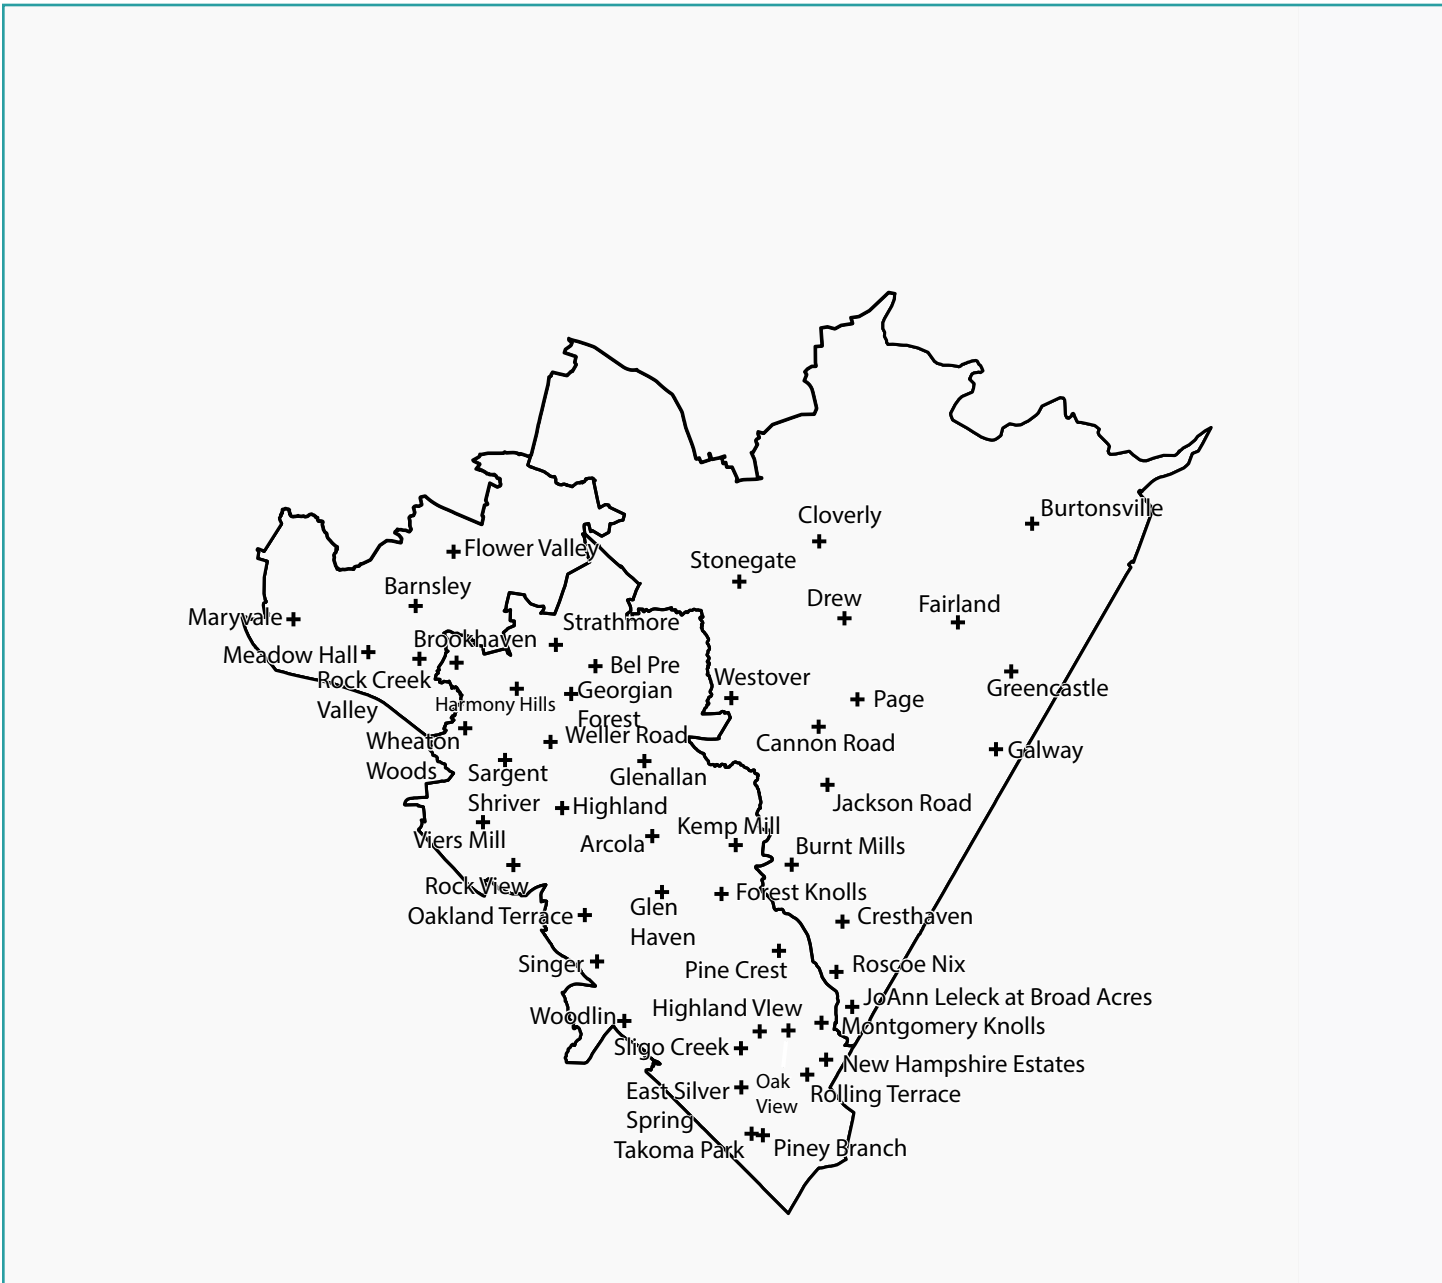 Burtonsville
Cloverly
Flower Valley
Stonegate
Barnsley
Drew
Fairland
Maryvale
Strathmore
Brookhaven
Meadow Hall
Bel Pre
Rock Creek
Valley
Westover
Greencastle
Georgian
Forest
Harmony Hills
Page
Weller Road
Wheaton
Woods
Cannon Road
Galway
Sargent
Shriver
Glenallan
Highland
Jackson Road
Kemp Mill
Viers Mill
Arcola
Burnt Mills
Rock View
Forest Knolls
Oakland Terrace
Glen
Haven
Cresthaven
Singer
Pine Crest
Roscoe Nix
JoAnn Leleck at Broad Acres
Highland VIew
Woodlin
Montgomery Knolls
Sligo Creek
New Hampshire Estates
Oak
View
East Silver
Spring
Rolling Terrace
Takoma Park
Piney Branch